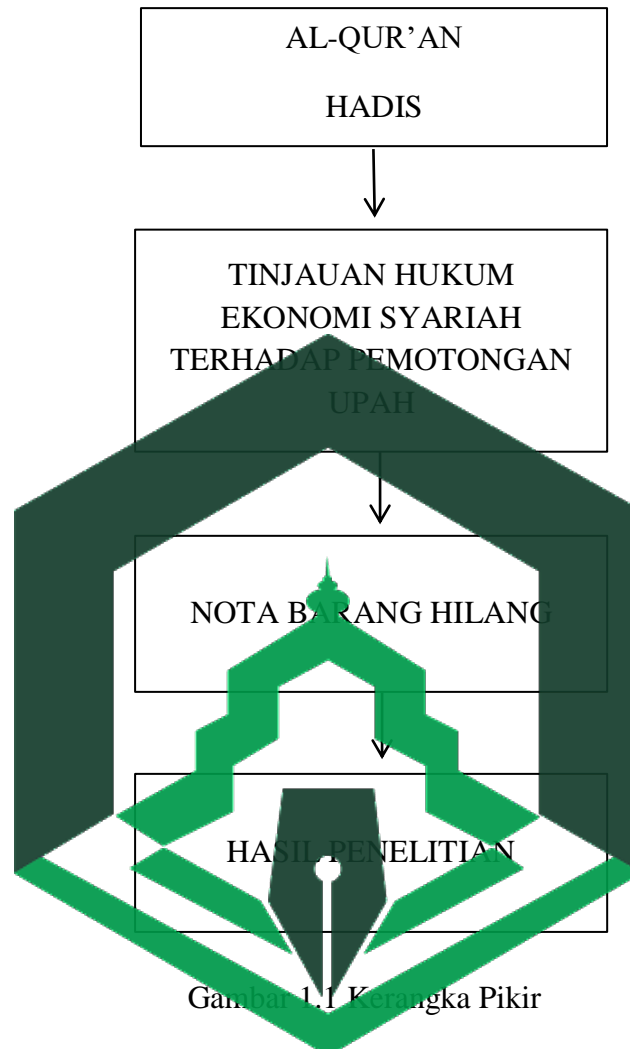 AL-QUR’AN
HADIS
TINJAUAN HUKUM
EKONOMI SYARIAH
TERHADAP PEMOTONGAN
UPAH
NOTA BARANG HILANG
HASIL PENELITIAN
Gambar 1.1 Kerangka Pikir